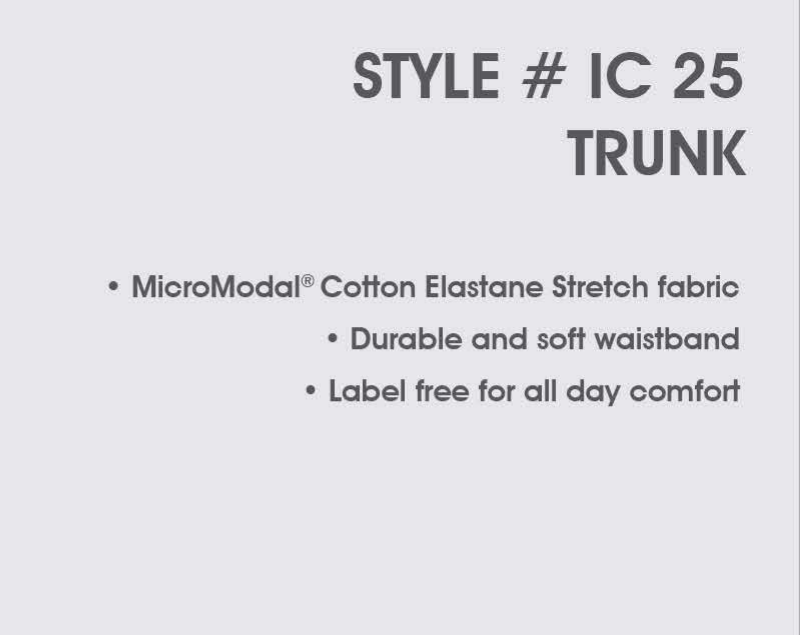 STYLE # IC 25
TRUNK
• MicroModal® Cotton Elastane Stretch fabric
• Durable and soft waistband
• Label free for all day comfort